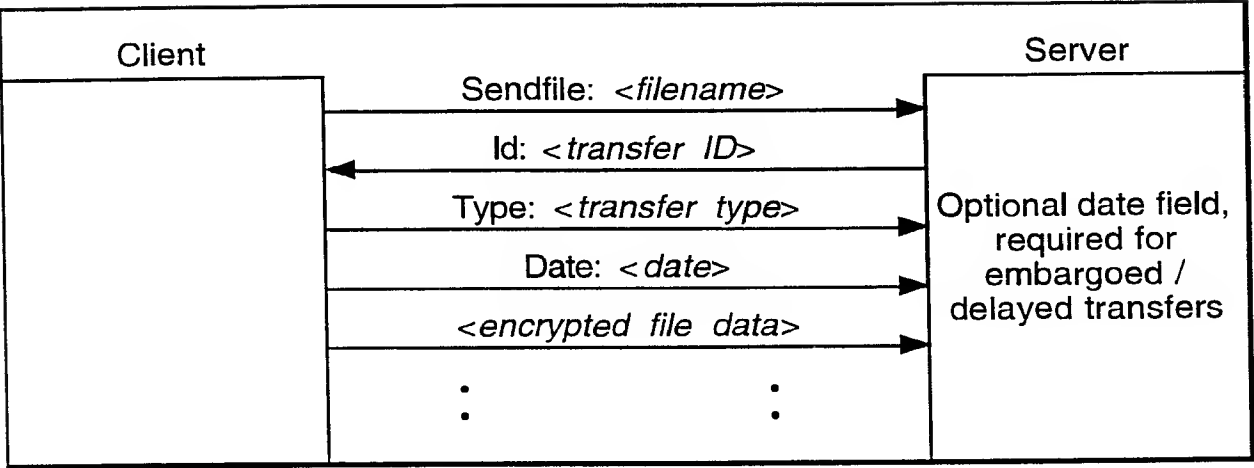 Client
Server
Sendfile: <filename>
Id: <transfer ID>
Type: <transfer type>
Date: <date>
<encrypted file data>
Optional date field,
required for
embargoed /
delayed transfers